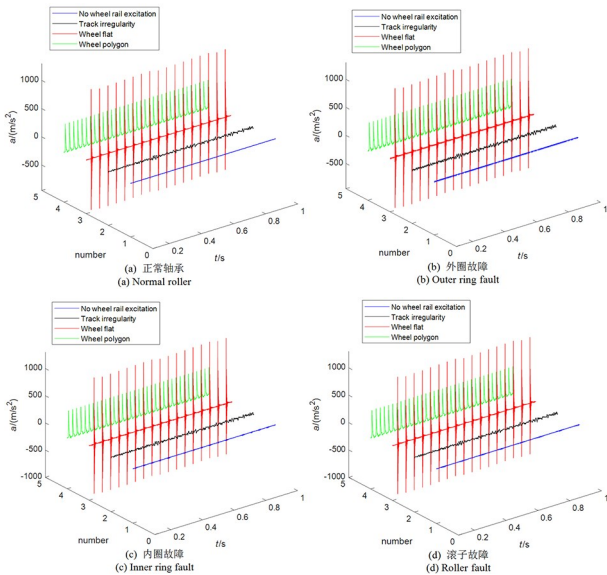 No wheel rail excitation
Track irregularity
Wheel flat
Wheel polygon
1000
500
0
-500
a/(m/s²)
5
4
3
2
1
0
number
0.2
0.4
0.6
0.8
1
t/s
(a) 正常轴承
(a) Normal roller
No wheel rail excitation
Track irregularity
Wheel flat
Wheel polygon
1000
500
0
-500
a/(m/s²)
5
4
3
2
1
0
number
0.2
0.4
0.6
0.8
1
t/s
(b) 外圈故障
(b) Outer ring fault
No wheel rail excitation
Track irregularity
Wheel flat
Wheel polygon
1000
500
0
-500
-1000
a/(m/s²)
5
4
3
2
1
0
number
0.2
0.4
0.6
0.8
1
t/s
(c) 内圈故障
(c) Inner ring fault
No wheel rail excitation
Track irregularity
Wheel flat
Wheel polygon
1000
500
0
-500
-1000
a/(m/s²)
5
4
3
2
1
0
number
0.2
0.4
0.6
0.8
1
t/s
(d) 滚子故障
(d) Roller fault